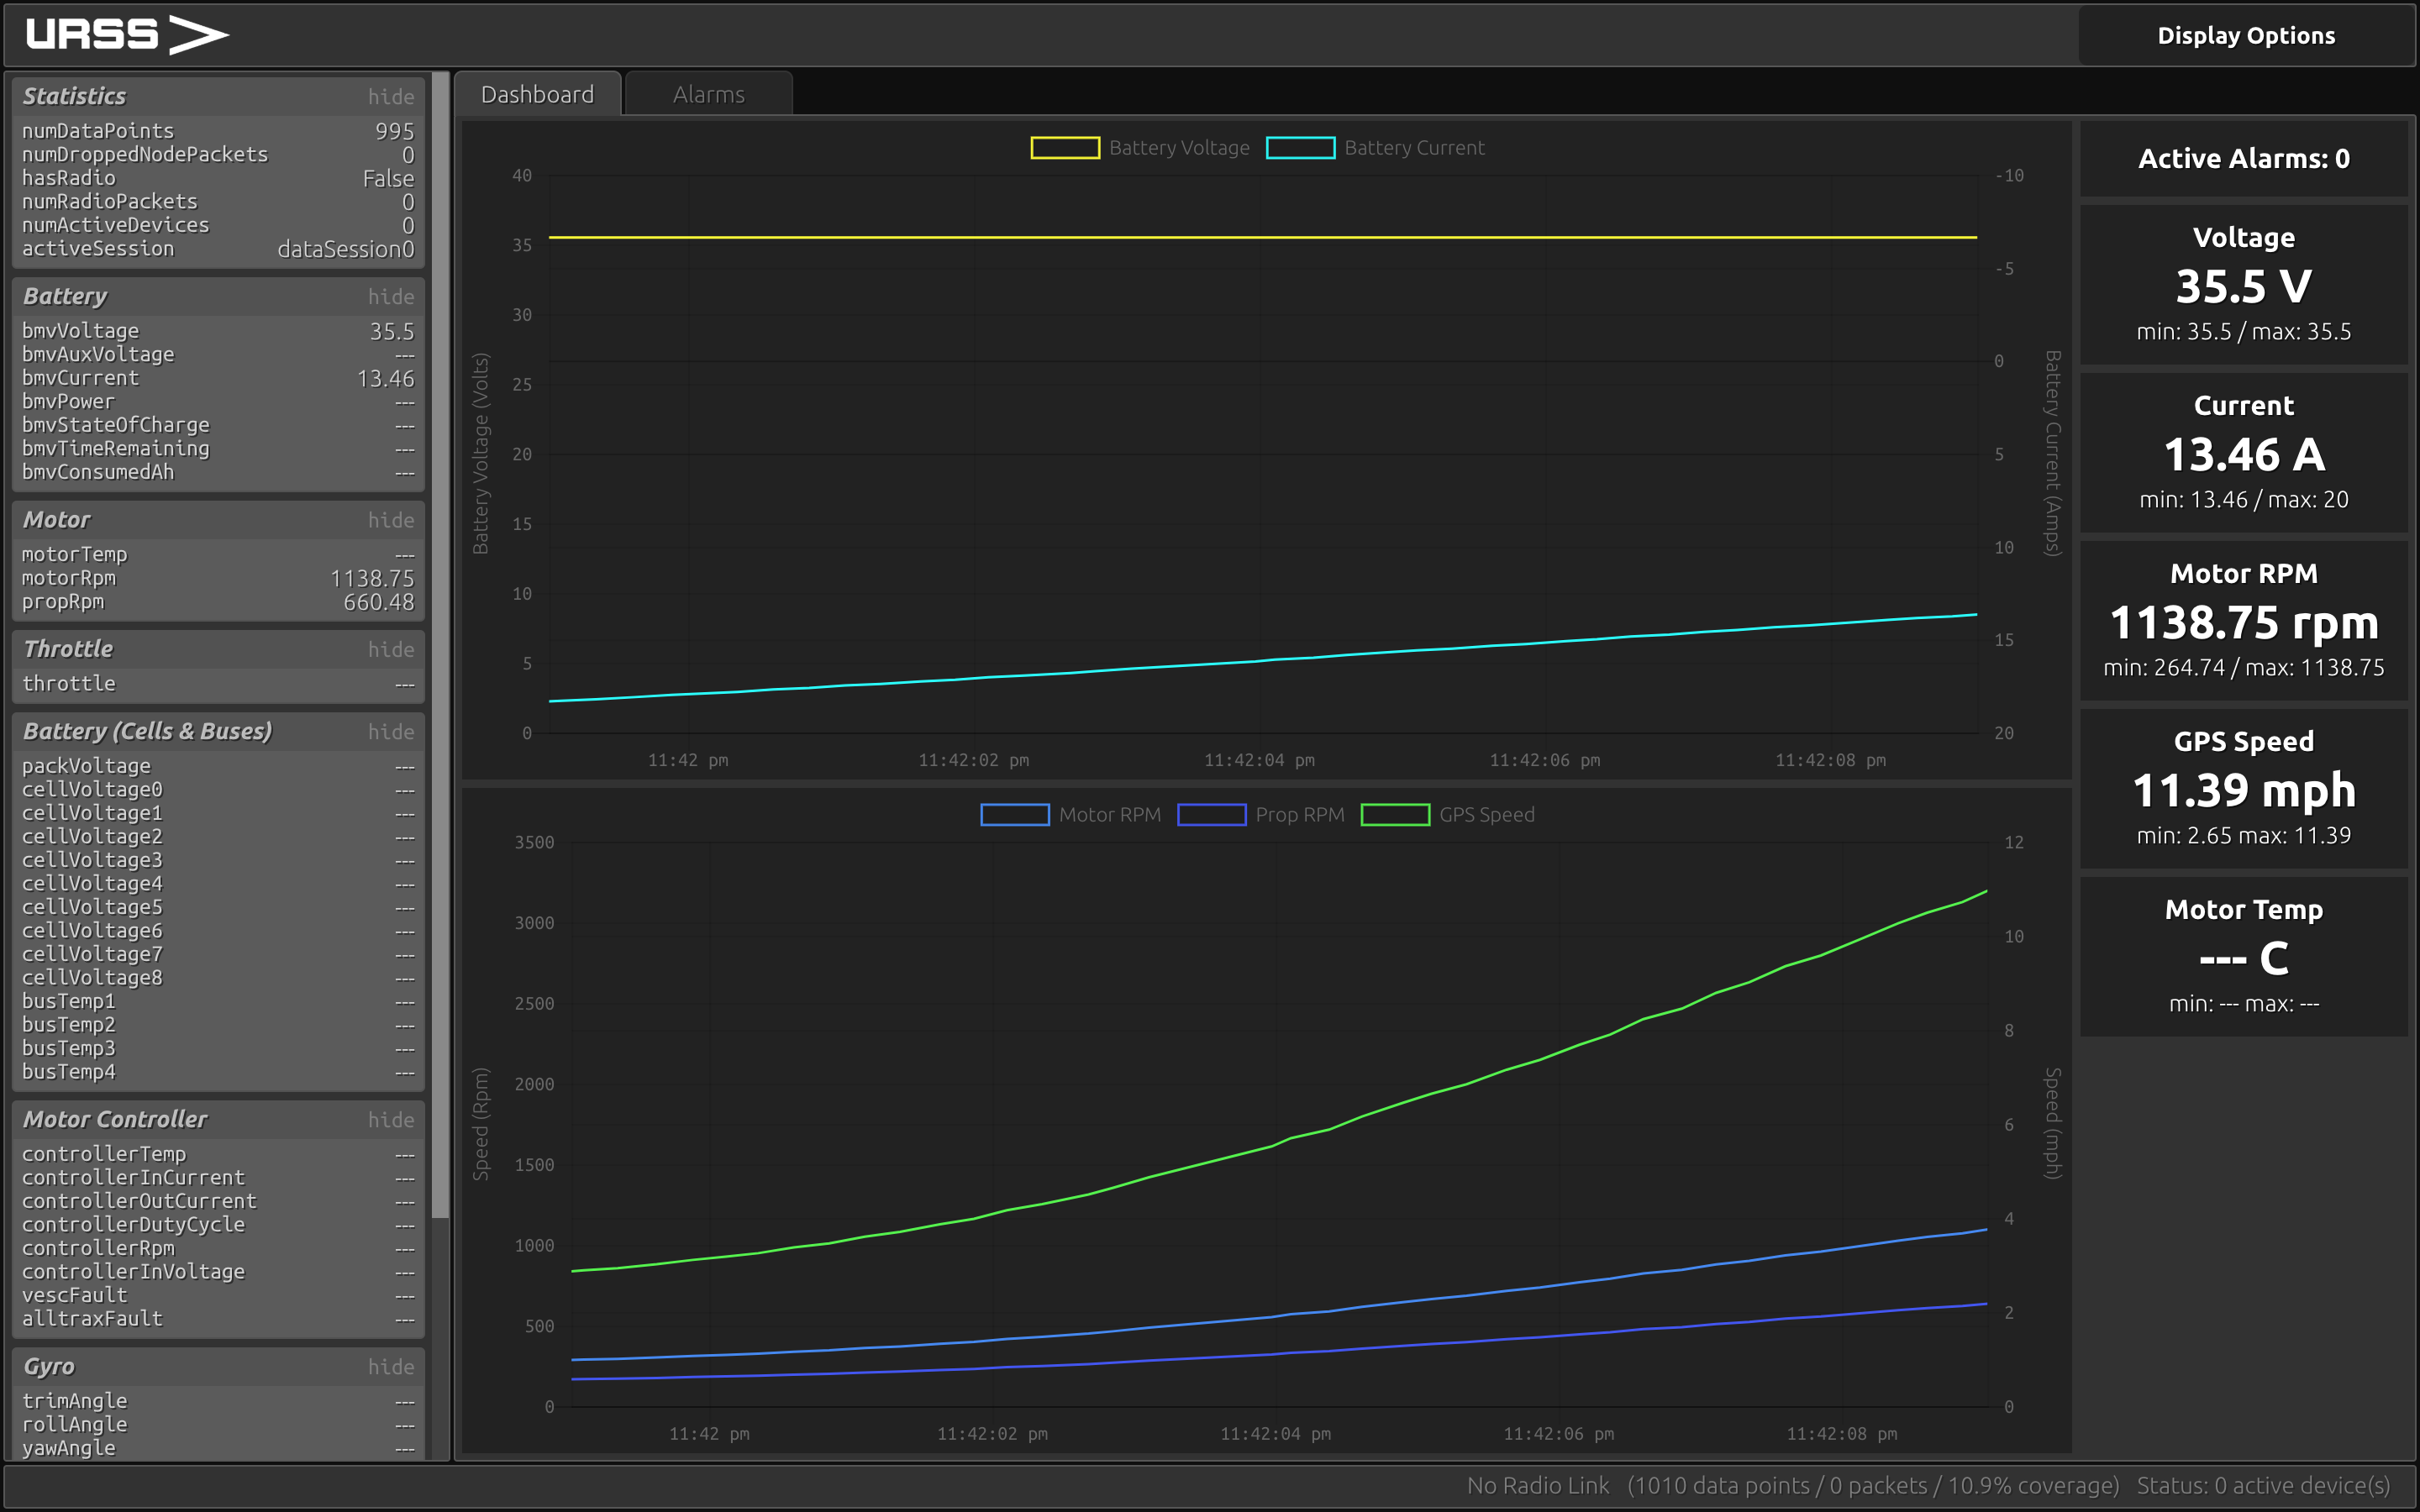 URSS
Display Options
Statistics hide
numDataPoints 995
numDroppedNodePackets 0
hasRadio False
numRadioPackets 0
numActiveDevices 0
activeSession dataSession0
Battery hide
bmvVoltage 35.5
bmvAuxVoltage ---
bmvCurrent 13.46
bmvPower ---
bmvStateOfCharge ---
bmvTimeRemaining ---
bmvConsumedAh ---
Motor hide
motorTemp ---
motorRpm 1138.75
propRpm 660.48
Throttle hide
throttle ---
Battery (Cells & Buses) hide
packVoltage ---
cellVoltage0 ---
cellVoltage1 ---
cellVoltage2 ---
cellVoltage3 ---
cellVoltage4 ---
cellVoltage5 ---
cellVoltage6 ---
cellVoltage7 ---
cellVoltage8 ---
busTemp1 ---
busTemp2 ---
busTemp3 ---
busTemp4 ---
Motor Controller hide
controllerTemp ---
controllerInCurrent ---
controllerOutCurrent ---
controllerDutyCycle ---
controllerRpm ---
controllerInVoltage ---
vescFault ---
alltraxFault ---
Gyro hide
trimAngle ---
rollAngle ---
yawAngle ---
Dashboard Alarms
Battery Voltage Battery Current
40 -10
35
-5
30
0
25
20 5
15
10
10
5
15
0 20
Battery Voltage (Volts)
Battery Current (Amps)
11:42 pm 11:42:02 pm 11:42:04 pm 11:42:06 pm 11:42:08 pm
Motor RPM Prop RPM GPS Speed
3500 12
3000
10
2500
8
2000
6
1500
4
1000
500
2
0 0
Speed (Rpm)
Speed (mph)
11:42 pm 11:42:02 pm 11:42:04 pm 11:42:06 pm 11:42:08 pm
Active Alarms: 0
Voltage
35.5 V
min: 35.5 / max: 35.5
Current
13.46 A
min: 13.46 / max: 20
Motor RPM
1138.75 rpm
min: 264.74 / max: 1138.75
GPS Speed
11.39 mph
min: 2.65 max: 11.39
Motor Temp
--- C
min: --- max: ---
No Radio Link (1010 data points / 0 packets / 10.9% coverage) Status: 0 active device(s)